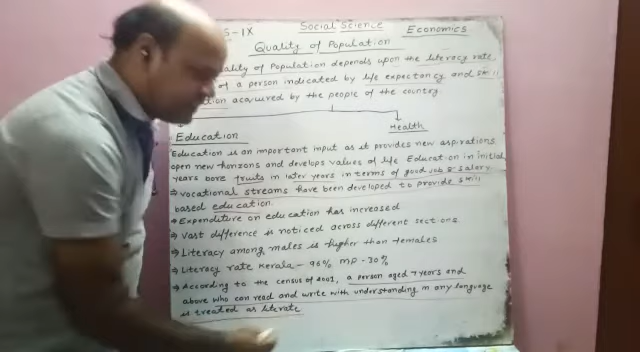 S-IX Social Science Economics
Quality of Population
ality of Population depends upon the literacy rate,
of a person indicated by life expectancy and skill
tion acquired by the people of the country.
Health
Education
Education is an important input as it provides new aspirations
open new horizons and develops values of life Education in initial
years bore fruits in later years in terms of good job & salary.
⇒ Vocational streams have been developed to provide skill
based education.
⇒ Expenditure on education has increased
⇒ Vast difference is noticed across different sections.
⇒ Literacy among males is higher than females
⇒ Literacy rate Kerala - 96% MP - 30%
⇒ According to the census of 2001, a person aged 7 years and
above who can read and write with understanding in any language
is treated as literate